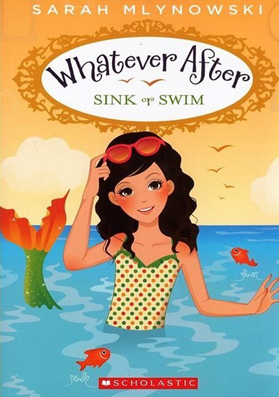 SARAH MLYNOWSKI
Whatever After
SINK or SWIM
SCHOLASTIC